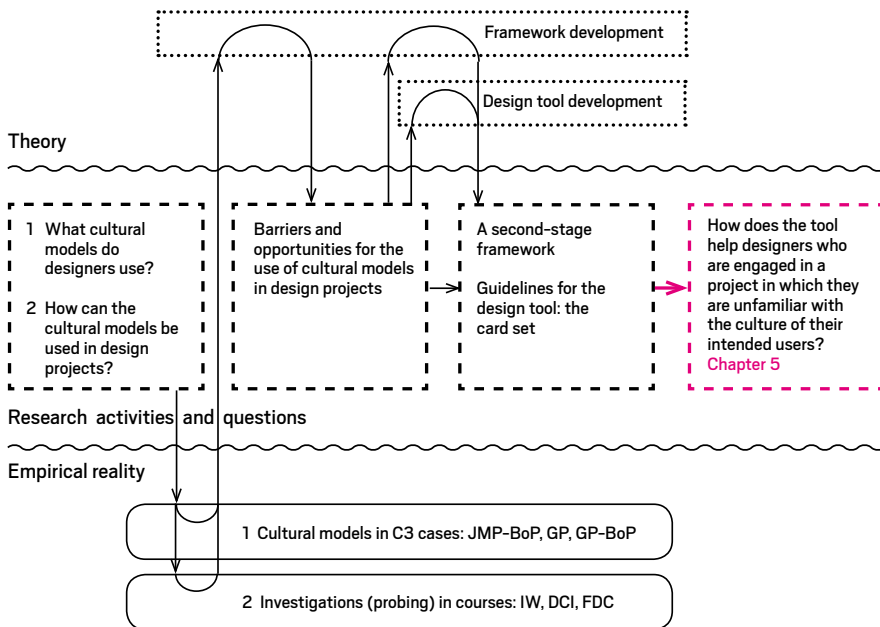 Framework development
Design tool development
Theory
1 What cultural
models do
designers use?
2 How can the
cultural models be
used in design
projects?
Barriers and
opportunities for the
use of cultural models
in design projects
A second-stage
framework
Guidelines for the
design tool: the
card set
How does the tool
help designers who
are engaged in a
project in which they
are unfamiliar with
the culture of their
intended users?
Chapter 5
Research activities and questions
Empirical reality
1 Cultural models in C3 cases: JMP-BoP, GP, GP-BoP
2 Investigations (probing) in courses: IW, DCI, FDC